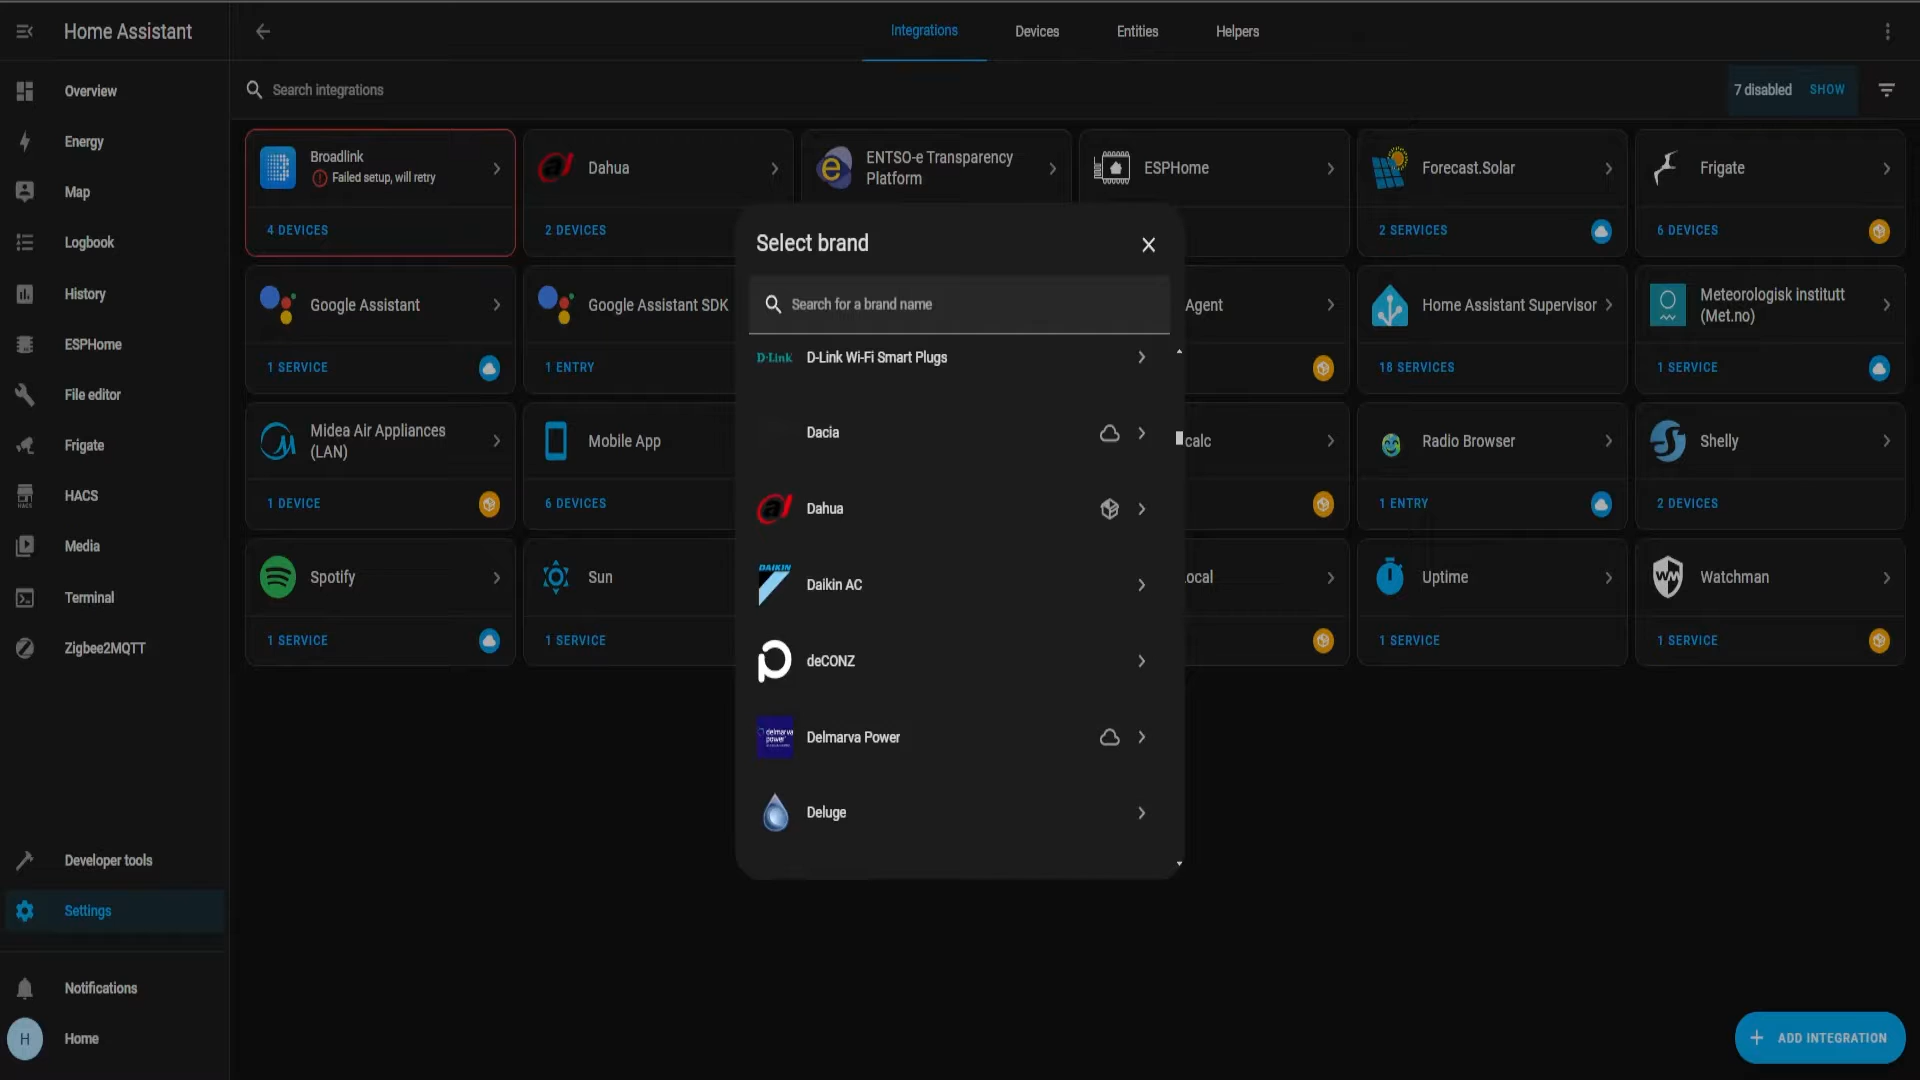 Home Assistant
Integrations
Devices
Entities
Helpers
Overview
Energy
Map
Logbook
History
ESPHome
File editor
Frigate
HACS
Media
Terminal
Zigbee2MQTT
Developer tools
Settings
Notifications
H
Home
Search integrations
7 disabled SHOW
Broadlink
Failed setup, will retry
4 DEVICES
Dahua
2 DEVICES
ENTSO-e Transparency
Platform
ESPHome
Forecast.Solar
2 SERVICES
Frigate
6 DEVICES
Google Assistant
1 SERVICE
Google Assistant SDK
1 ENTRY
Agent
Home Assistant Supervisor
18 SERVICES
Meteorologisk institutt
(Met.no)
1 SERVICE
Midea Air Appliances
(LAN)
1 DEVICE
Mobile App
6 DEVICES
calc
Radio Browser
1 ENTRY
Shelly
2 DEVICES
Spotify
1 SERVICE
Sun
1 SERVICE
ocal
Uptime
1 SERVICE
WM
Watchman
1 SERVICE
Select brand
Search for a brand name
D-Link
D-Link Wi-Fi Smart Plugs
Dacia
Dahua
DAIKIN
Daikin AC
deCONZ
delmarva
power
Delmarva Power
Deluge
ADD INTEGRATION